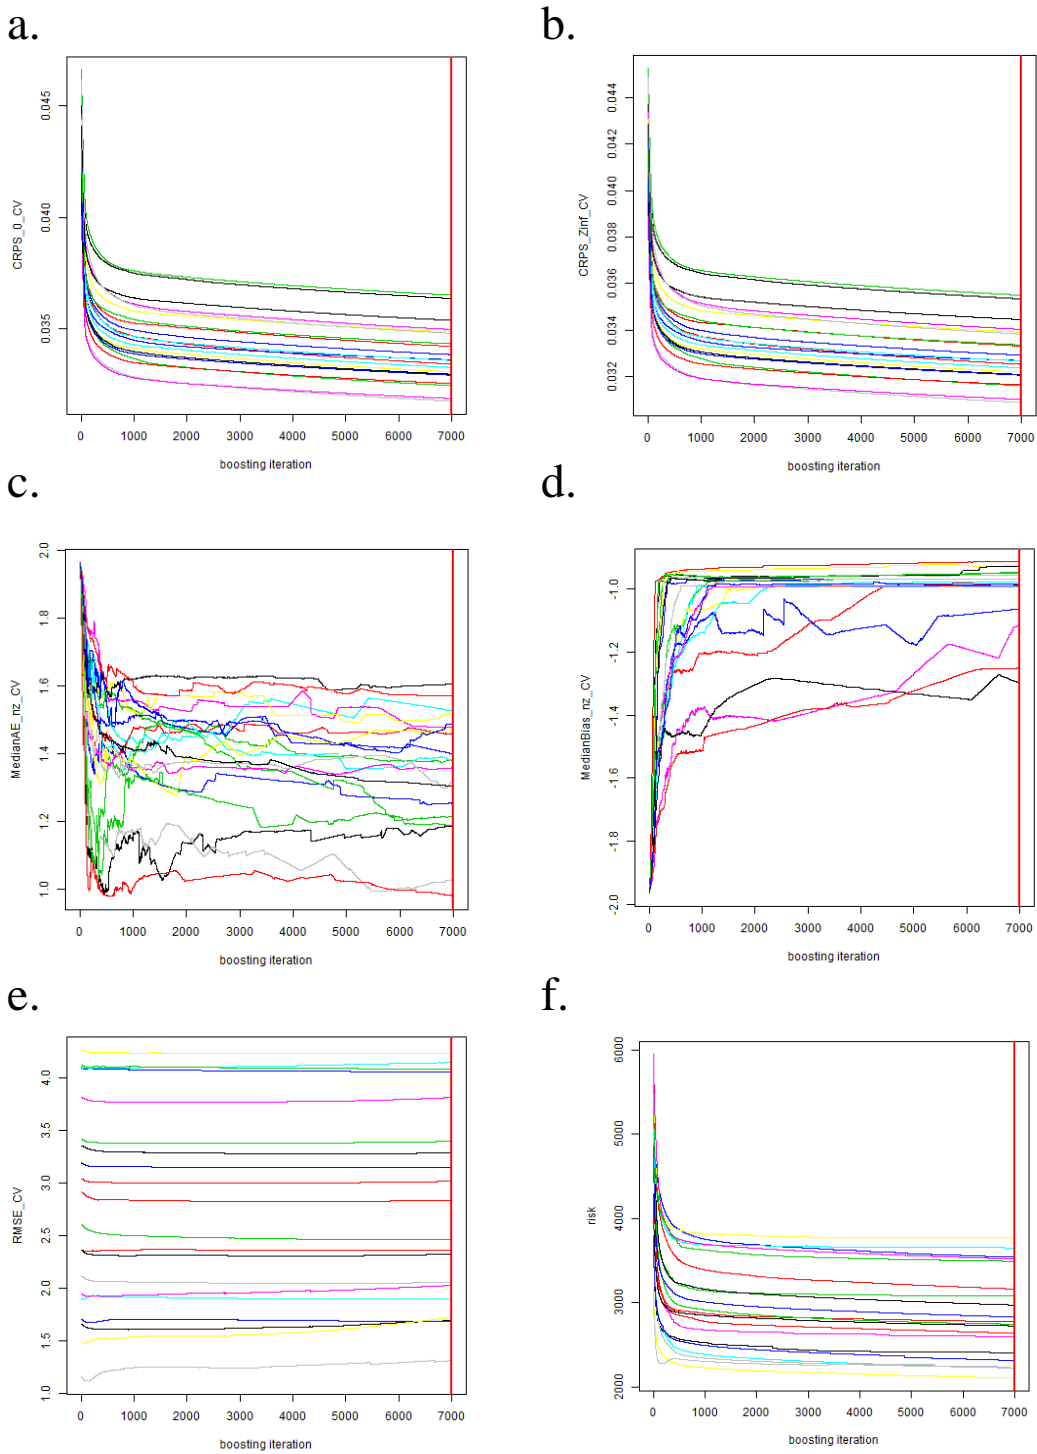 a.
CRPS_0_CV
0.045
0.040
0.035
0 1000 2000 3000 4000 5000 6000 7000
boosting iteration
b.
CRPS_Zinf_CV
0.044
0.042
0.040
0.038
0.036
0.034
0.032
0 1000 2000 3000 4000 5000 6000 7000
boosting iteration
c.
MedianAE_nz_CV
2.0
1.8
1.6
1.4
1.2
1.0
0 1000 2000 3000 4000 5000 6000 7000
boosting iteration
d.
MedianBias_nz_CV
-1.0
-1.2
-1.4
-1.6
-1.8
-2.0
0 1000 2000 3000 4000 5000 6000 7000
boosting iteration
e.
RMSE_CV
4.0
3.5
3.0
2.5
2.0
1.5
1.0
0 1000 2000 3000 4000 5000 6000 7000
boosting iteration
f.
risk
6000
5000
4000
3000
2000
0 1000 2000 3000 4000 5000 6000 7000
boosting iteration